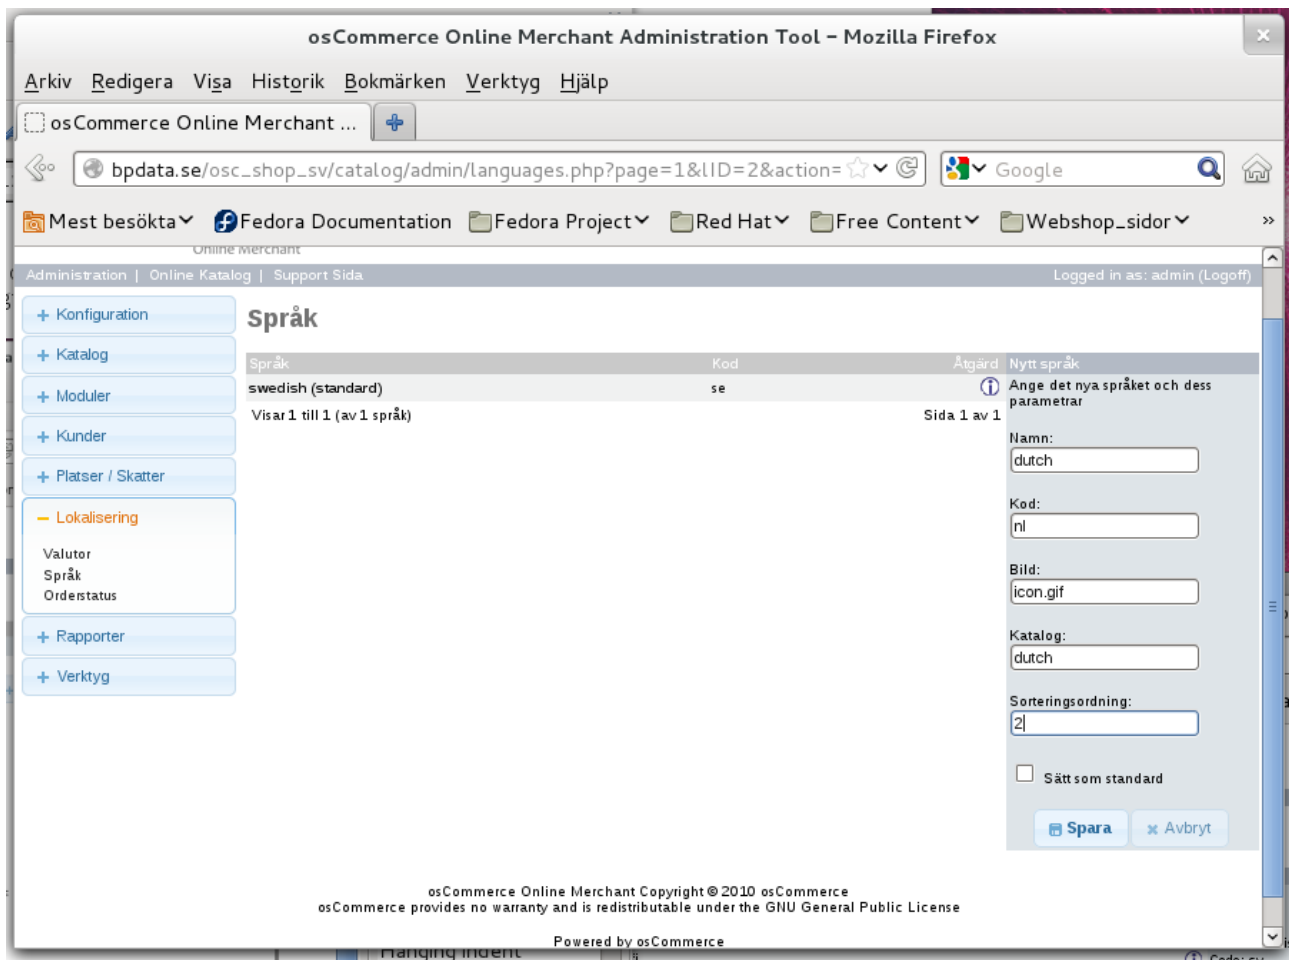 osCommerce Online Merchant Administration Tool – Mozilla Firefox
Arkiv Redigera Visa Historik Bokmärken Verktyg Hjälp
osCommerce Online Merchant ...
bpdata.se/osc_shop_sv/catalog/admin/languages.php?page=1&lID=2&action= Google
Mest besökta Fedora Documentation Fedora Project Red Hat Free Content Webshop_sidor »
Online Merchant
Administration | Online Katalog | Support Sida Logged in as: admin (Logoff)
+ Konfiguration
+ Katalog
+ Moduler
+ Kunder
+ Platser / Skatter
– Lokalisering
Valutor
Språk
Orderstatus
+ Rapporter
+ Verktyg
Språk
Språk Kod Åtgärd
swedish (standard) se
Visar 1 till 1 (av 1 språk) Sida 1 av 1
Nytt språk
Ange det nya språket och dess
parametrar
Namn:
dutch
Kod:
nl
Bild:
icon.gif
Katalog:
dutch
Sorteringsordning:
2
Sätt som standard
Spara Avbryt
osCommerce Online Merchant Copyright © 2010 osCommerce
osCommerce provides no warranty and is redistributable under the GNU General Public License
Powered by osCommerce
Hanging indent